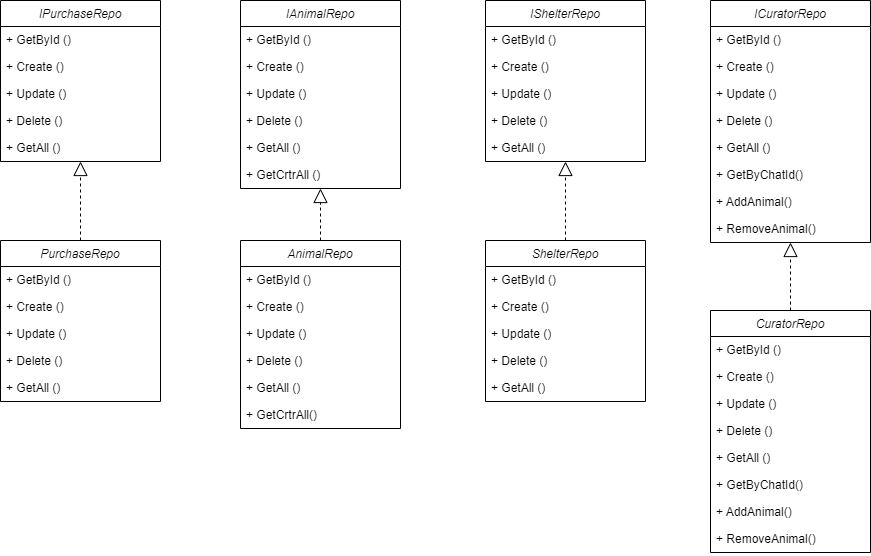 IPurchaseRepo
+ GetById ()
+ Create ()
+ Update ()
+ Delete ()
+ GetAll ()
IAnimalRepo
+ GetById ()
+ Create ()
+ Update ()
+ Delete ()
+ GetAll ()
+ GetCrtrAll ()
IShelterRepo
+ GetById ()
+ Create ()
+ Update ()
+ Delete ()
+ GetAll ()
ICuratorRepo
+ GetById ()
+ Create ()
+ Update ()
+ Delete ()
+ GetAll ()
+ GetByChatId()
+ AddAnimal()
+ RemoveAnimal()
PurchaseRepo
+ GetById ()
+ Create ()
+ Update ()
+ Delete ()
+ GetAll ()
AnimalRepo
+ GetById ()
+ Create ()
+ Update ()
+ Delete ()
+ GetAll ()
+ GetCrtrAll()
ShelterRepo
+ GetById ()
+ Create ()
+ Update ()
+ Delete ()
+ GetAll ()
CuratorRepo
+ GetById ()
+ Create ()
+ Update ()
+ Delete ()
+ GetAll ()
+ GetByChatId()
+ AddAnimal()
+ RemoveAnimal()